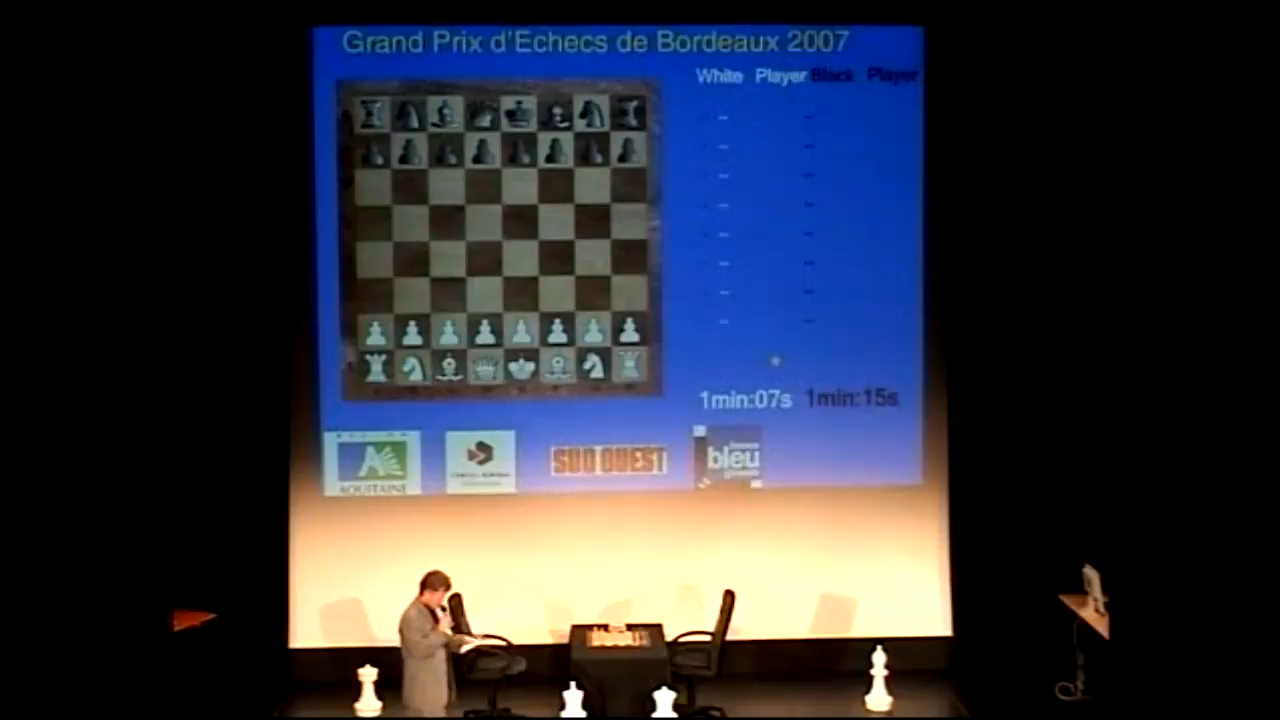 Grand Prix d'Echecs de Bordeaux 2007
White Player Black Player
1min:07s 1min:15s
AQUITAINE
SUD OUEST
bleu